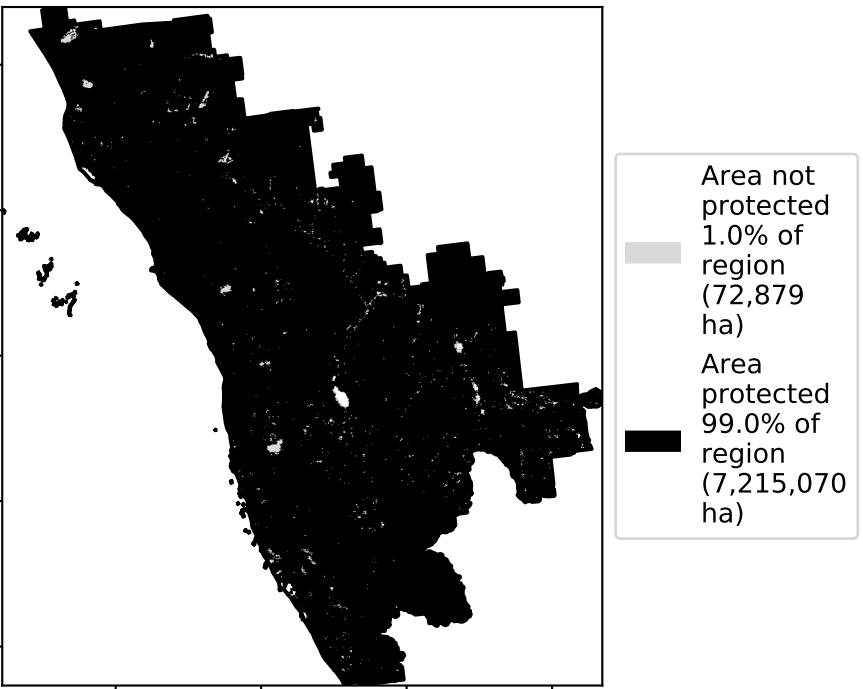 Area not
protected
1.0% of
region
(72,879
ha)
Area
protected
99.0% of
region
(7,215,070
ha)